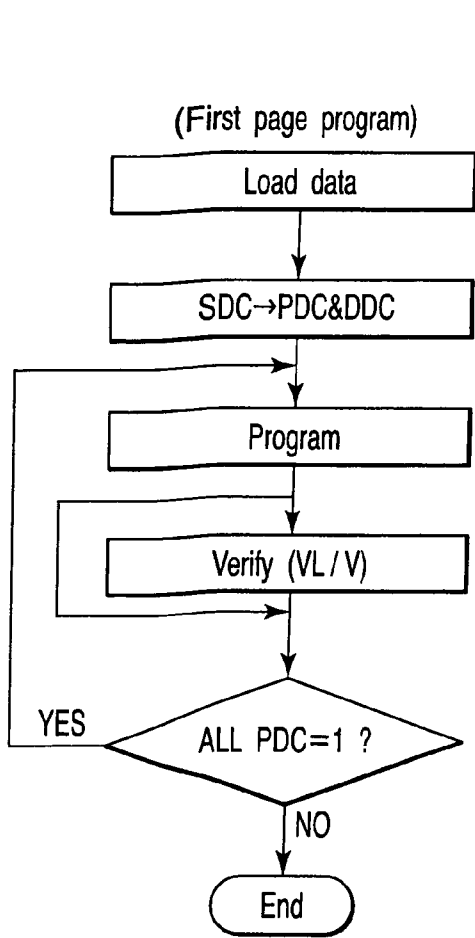 (First page program)
Load data
SDC→PDC&DDC
Program
Verify (VL / V)
YES
ALL PDC=1 ?
NO
End